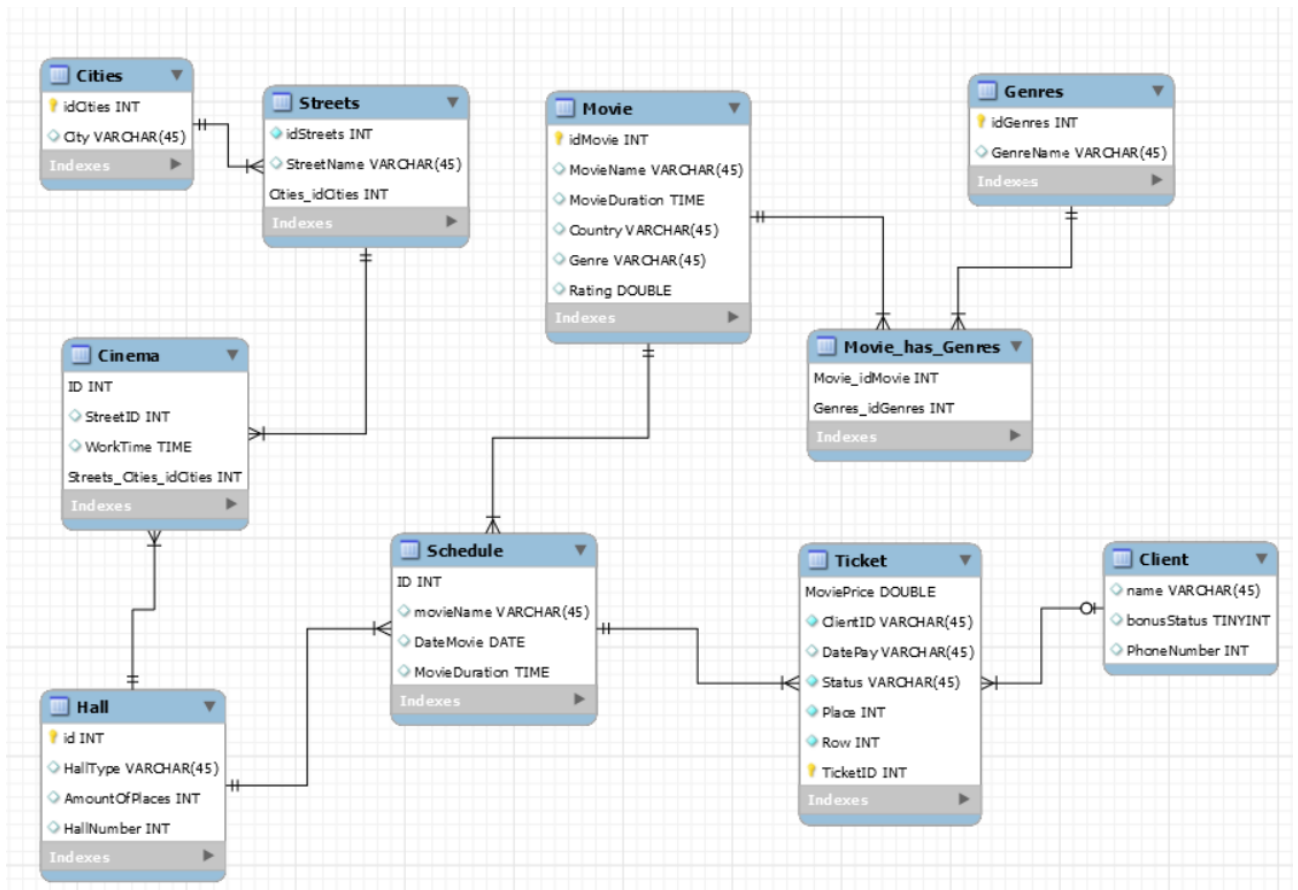 Cities
idCities INT
City VARCHAR(45)
Indexes
Streets
idStreets INT
StreetName VARCHAR(45)
Cities_idCities INT
Indexes
Movie
idMovie INT
MovieName VARCHAR(45)
MovieDuration TIME
Country VARCHAR(45)
Genre VARCHAR(45)
Rating DOUBLE
Indexes
Genres
idGenres INT
GenreName VARCHAR(45)
Indexes
Cinema
ID INT
StreetID INT
WorkTime TIME
Streets_Cities_idCities INT
Indexes
Movie_has_Genres
Movie_idMovie INT
Genres_idGenres INT
Indexes
Schedule
ID INT
movieName VARCHAR(45)
DateMovie DATE
MovieDuration TIME
Indexes
Ticket
MoviePrice DOUBLE
ClientID VARCHAR(45)
DatePay VARCHAR(45)
Status VARCHAR(45)
Place INT
Row INT
TicketID INT
Indexes
Client
name VARCHAR(45)
bonusStatus TINYINT
PhoneNumber INT
Hall
id INT
HallType VARCHAR(45)
AmountOfPlaces INT
HallNumber INT
Indexes